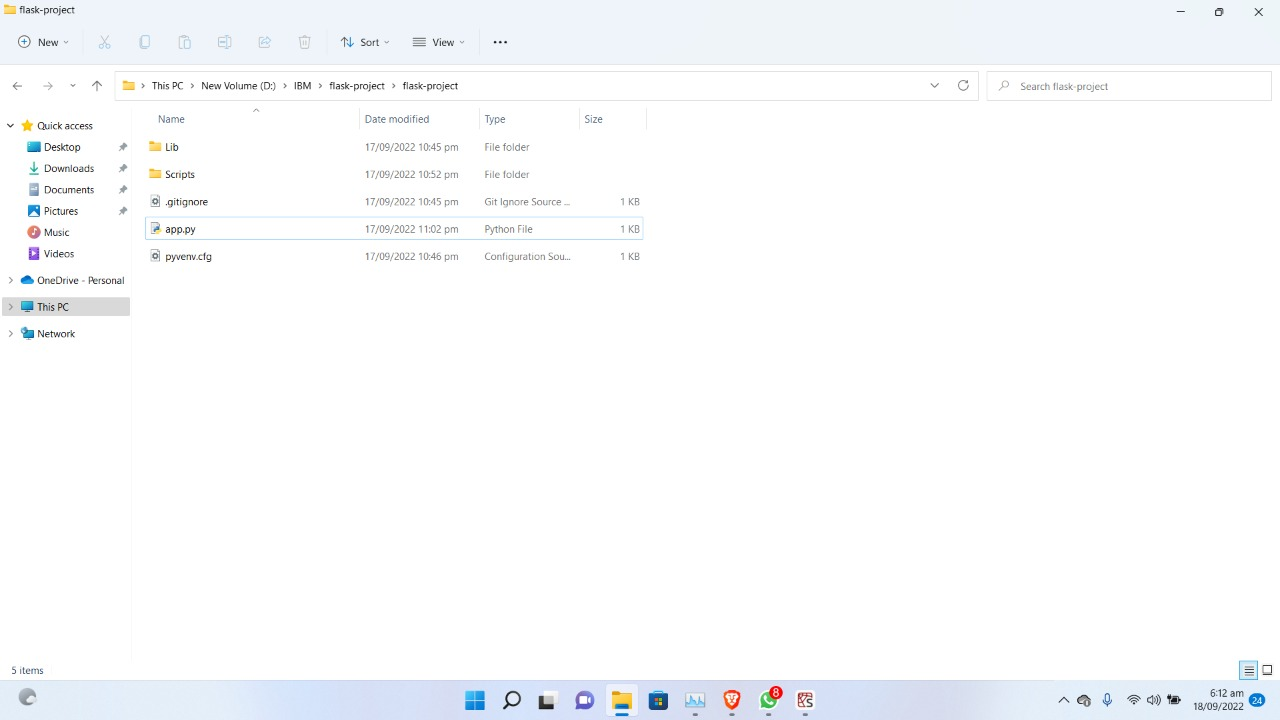 flask-project
New
Sort
View
This PC
New Volume (D:)
IBM
flask-project
flask-project
Search flask-project
Name
Date modified
Type
Size
Quick access
Desktop
Downloads
Documents
Pictures
Music
Videos
OneDrive - Personal
This PC
Network
Lib 17/09/2022 10:45 pm File folder
Scripts 17/09/2022 10:52 pm File folder
.gitignore 17/09/2022 10:45 pm Git Ignore Source ... 1 KB
app.py 17/09/2022 11:02 pm Python File 1 KB
pyvenv.cfg 17/09/2022 10:46 pm Configuration Sou... 1 KB
5 items
8
6:12 am
18/09/2022
24